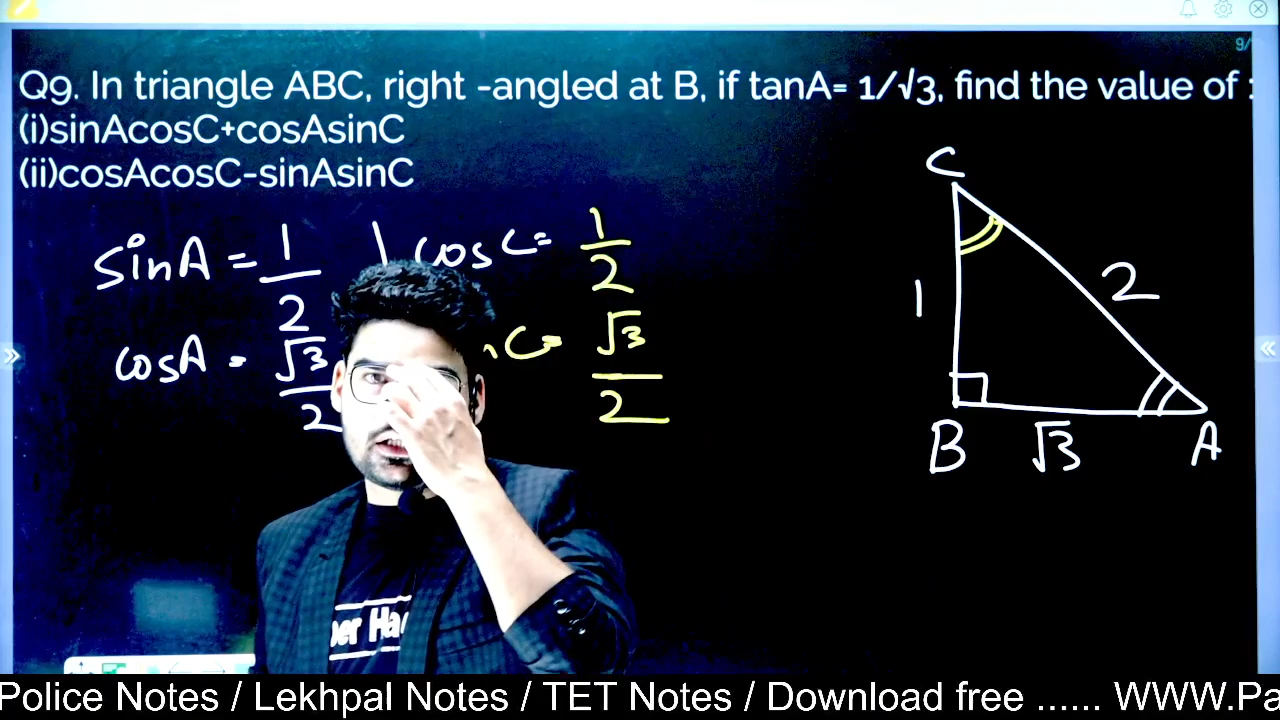 9/
Q9. In triangle ABC, right -angled at B, if tanA= 1/√3, find the value of :
(i)sinAcosC+cosAsinC
(ii)cosAcosC-sinAsinC
sinA = 1/2 | cosC = 1/2
cosA = √3/2 C = √3/2
C
1
2
B
√3
A
Police Notes / Lekhpal Notes / TET Notes / Download free ...... WWW.Pa